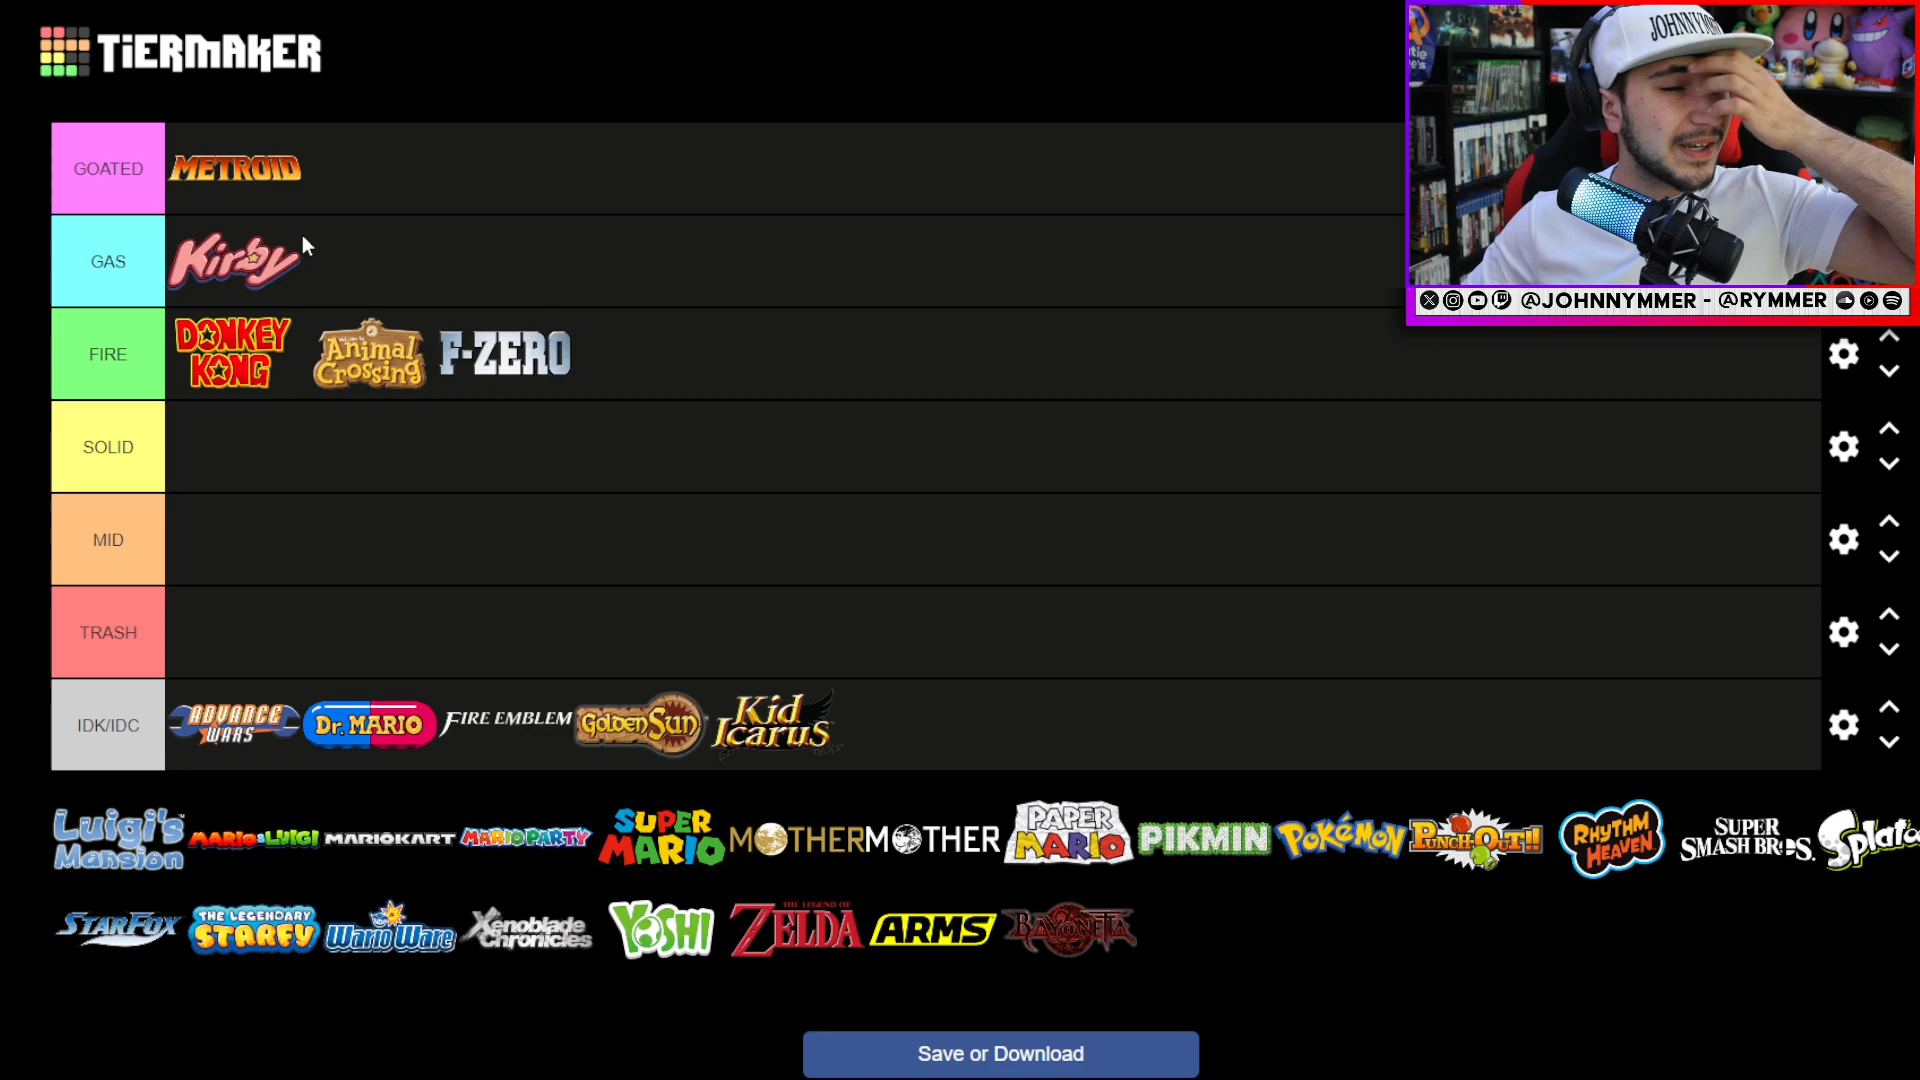 TiERMAKER
JOHNNYM
GOATED
METROID
GAS
Kirby
@JOHNNYMMER - @RYMMER
FIRE
DONKEY KONG
Animal Crossing
F-ZERO
SOLID
MID
TRASH
IDK/IDC
ADVANCE WARS
Dr. MARIO
FIRE EMBLEM
GOLDEN SUN
Kid Icarus
Luigi's Mansion
MARIO & LUIGI
MARIOKART
MARIO PARTY
SUPER MARIO
MOTHER
MOTHER
PAPER MARIO
PIKMIN
Pokémon
PUNCH-OUT!!
RHYTHM HEAVEN
SUPER SMASH BROS.
Splatoo
STARFOX
THE LEGENDARY STARFY
WarioWare
Xenoblade Chronicles
YOSHI
THE LEGEND OF ZELDA
ARMS
BAYONETTA
Save or Download